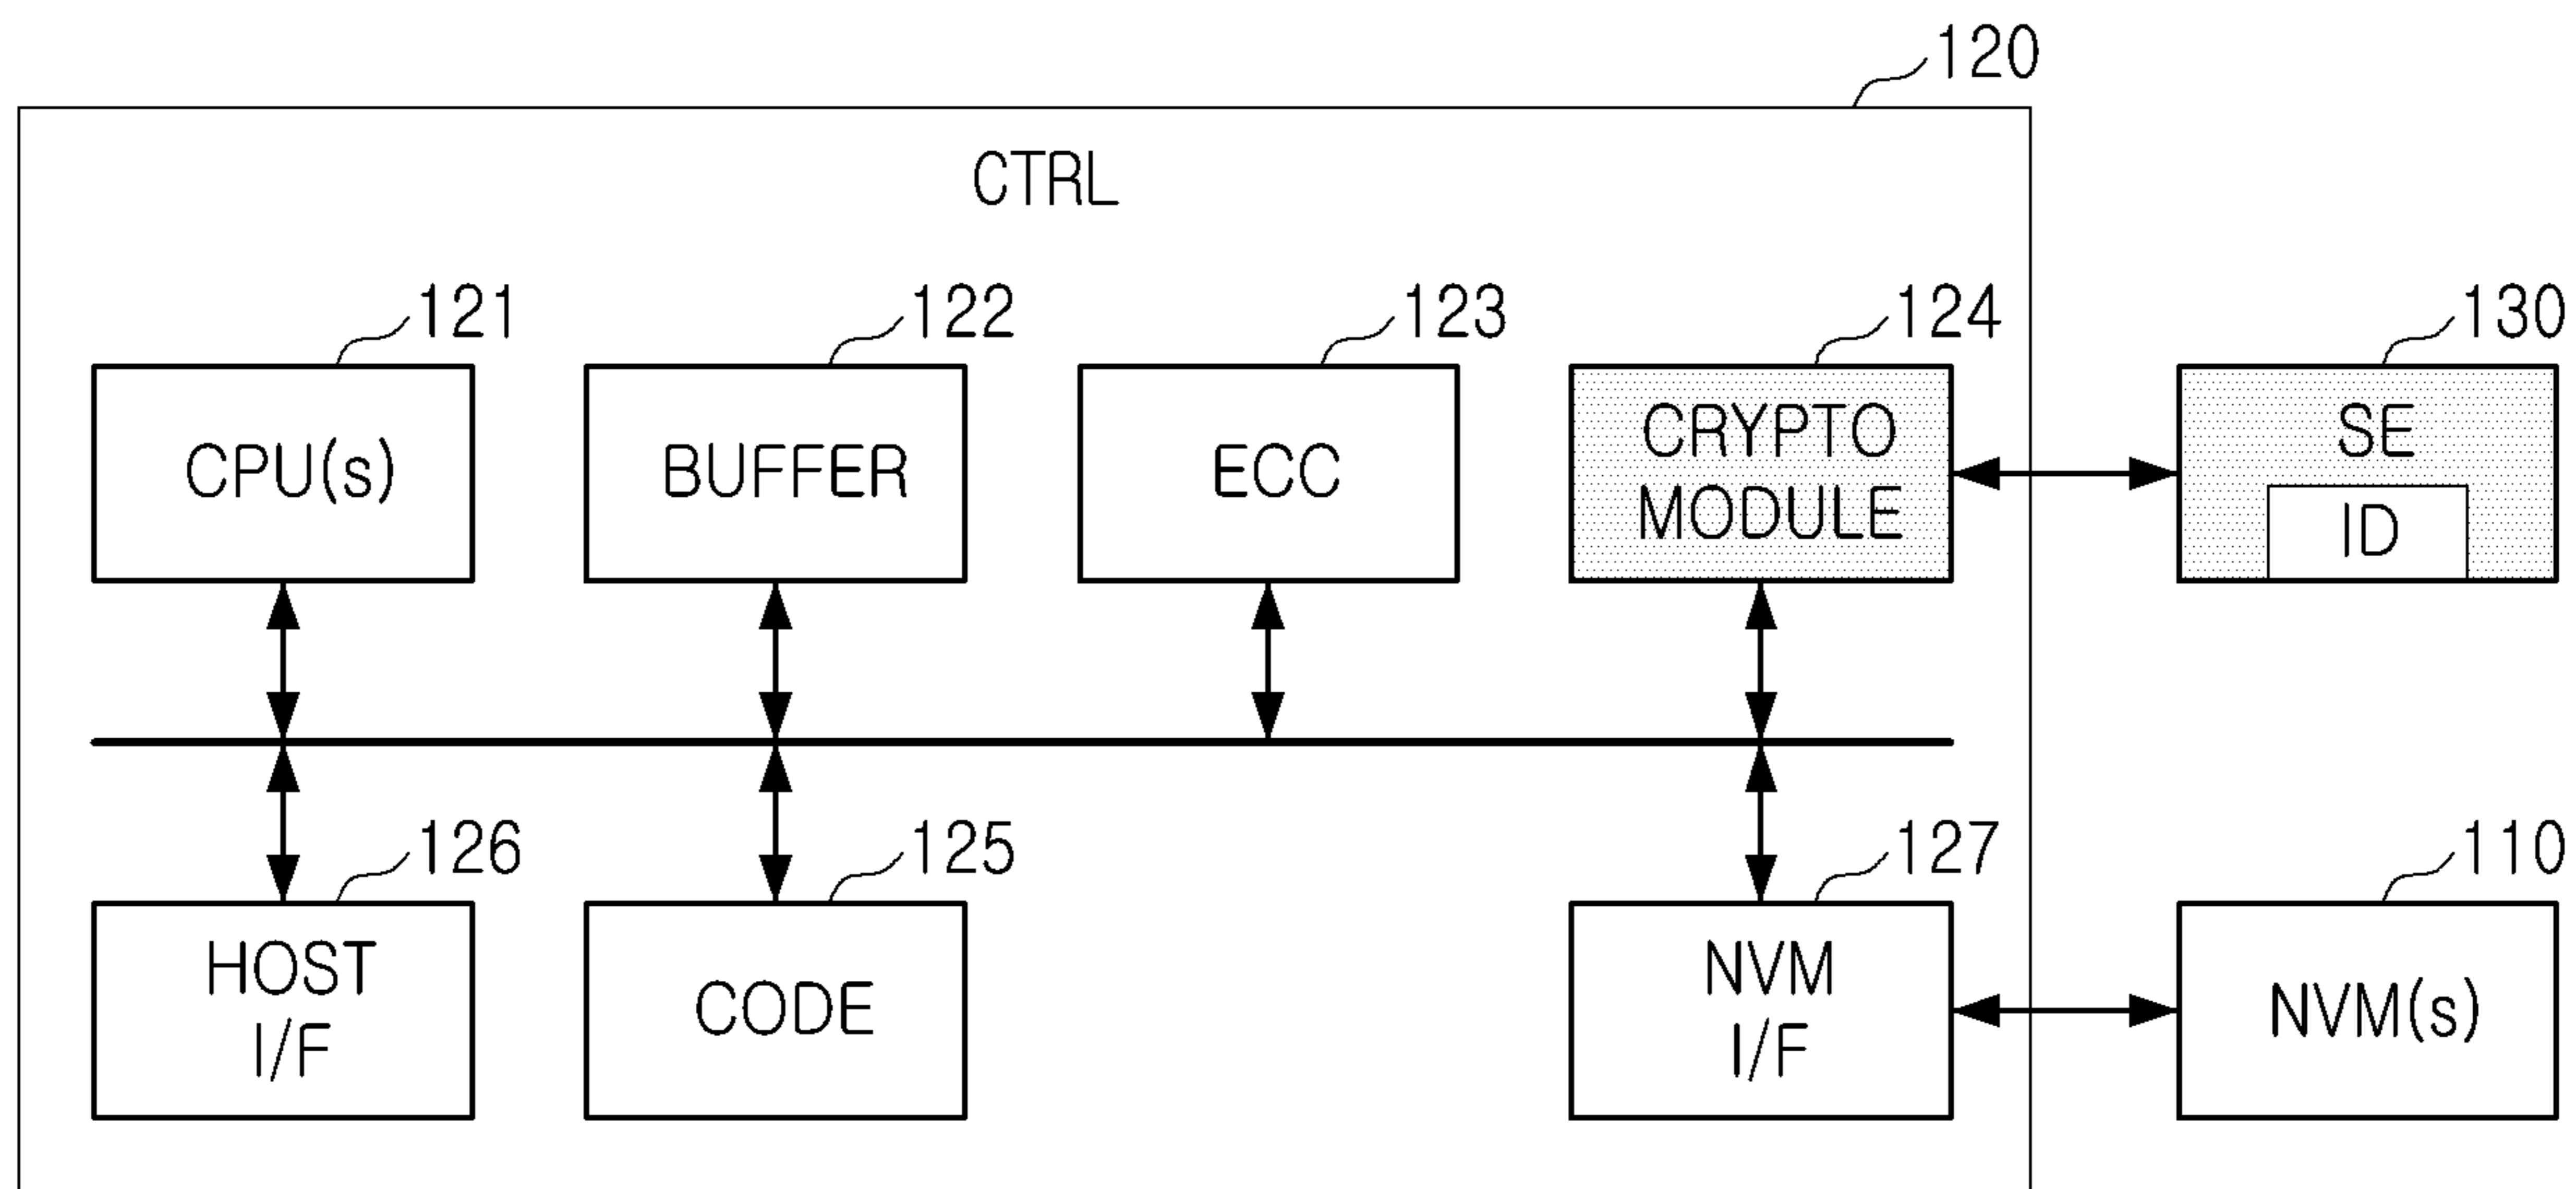 120
CTRL
121
122
123
124
130
CPU(s)
BUFFER
ECC
CRYPTO
MODULE
SE
ID
126
125
127
110
HOST
I/F
CODE
NVM
I/F
NVM(s)